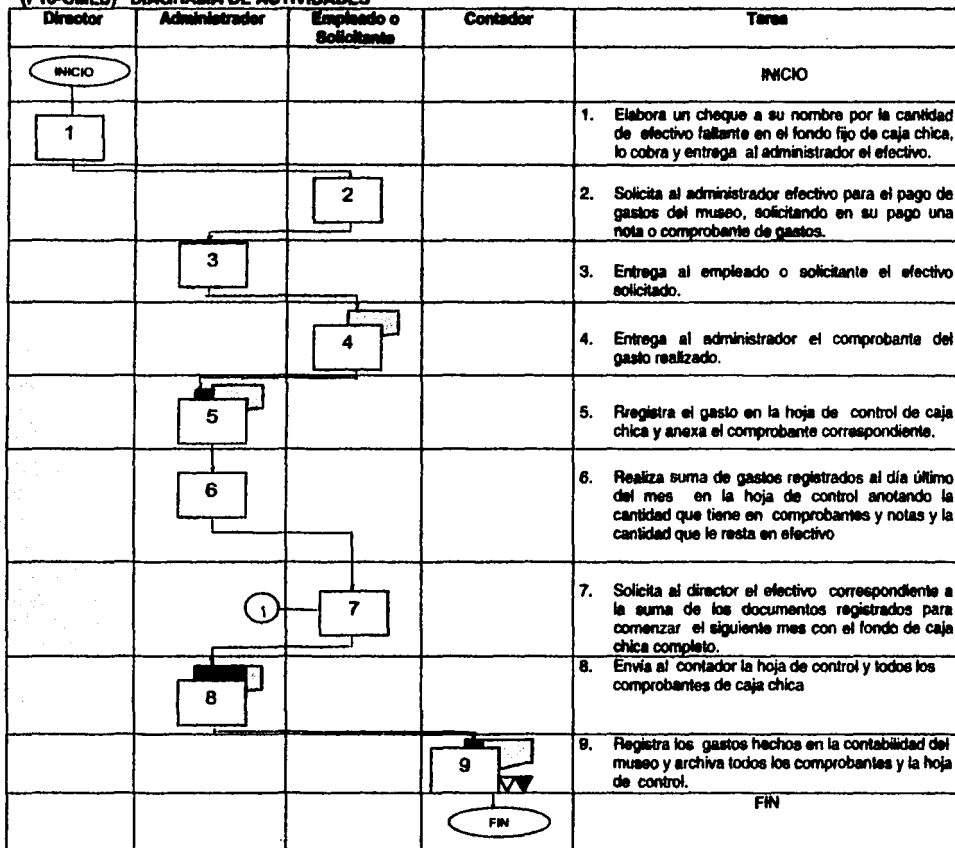 DIAGRAMA DE ACTIVIDADES
Director Administrador Empleado o Solicitante Contador Tarea
INICIO INICIO
1 1. Elabora un cheque a su nombre por la cantidad
de efectivo faltante en el fondo fijo de caja chica,
lo cobra y entrega al administrador el efectivo.
2 2. Solicita al administrador efectivo para el pago de
gastos del museo, solicitando en su pago una
nota o comprobante de gastos.
3 3. Entrega al empleado o solicitante el efectivo
solicitado.
4 4. Entrega al administrador el comprobante del
gasto realizado.
5 5. Rregistra el gasto en la hoja de control de caja
chica y anexa el comprobante correspondiente.
6 6. Realiza suma de gastos registrados al día último
del mes en la hoja de control anotando la
cantidad que tiene en comprobantes y notas y la
cantidad que le resta en efectivo
1 7 7. Solicita al director el efectivo correspondiente a
la suma de los documentos registrados para
comenzar el siguiente mes con el fondo de caja
chica completo.
8 8. Envía al contador la hoja de control y todos los
comprobantes de caja chica
9 9. Registra los gastos hechos en la contabilidad del
museo y archiva todos los comprobantes y la hoja
de control.
FIN FIN